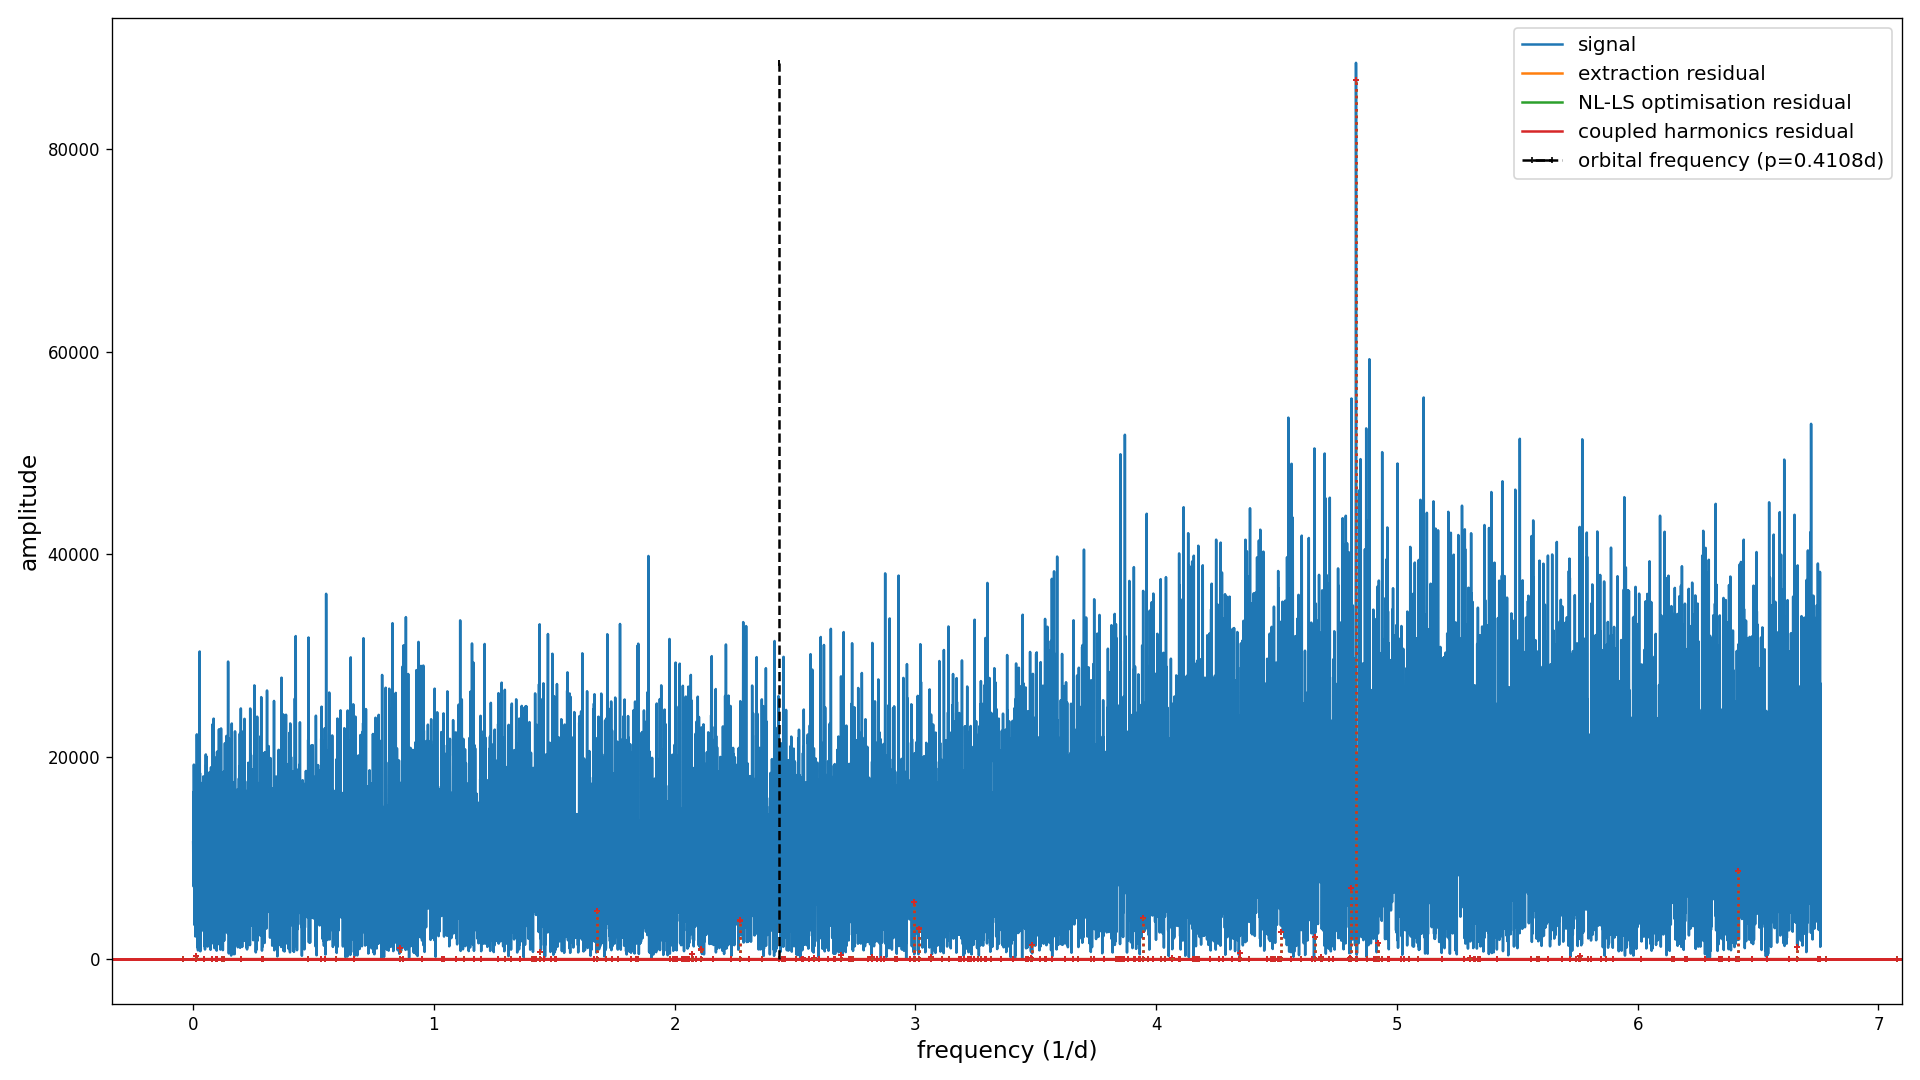 signal
extraction residual
NL-LS optimisation residual
coupled harmonics residual
orbital frequency (p=0.4108d)
amplitude
80000
60000
40000
20000
0
0 1 2 3 4 5 6 7
frequency (1/d)